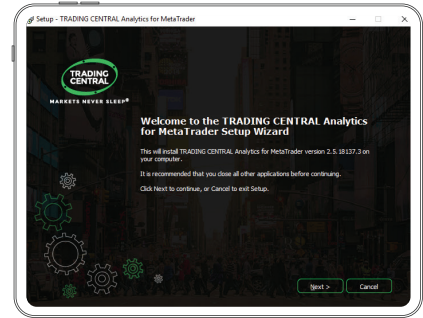 Setup - TRADING CENTRAL Analytics for MetaTrader
TRADING
CENTRAL
MARKETS NEVER SLEEP®
Welcome to the TRADING CENTRAL Analytics
for MetaTrader Setup Wizard
This will install TRADING CENTRAL Analytics for MetaTrader version 2.5.18137.3 on
your computer.
It is recommended that you close all other applications before continuing.
Click Next to continue, or Cancel to exit Setup.
Next >
Cancel